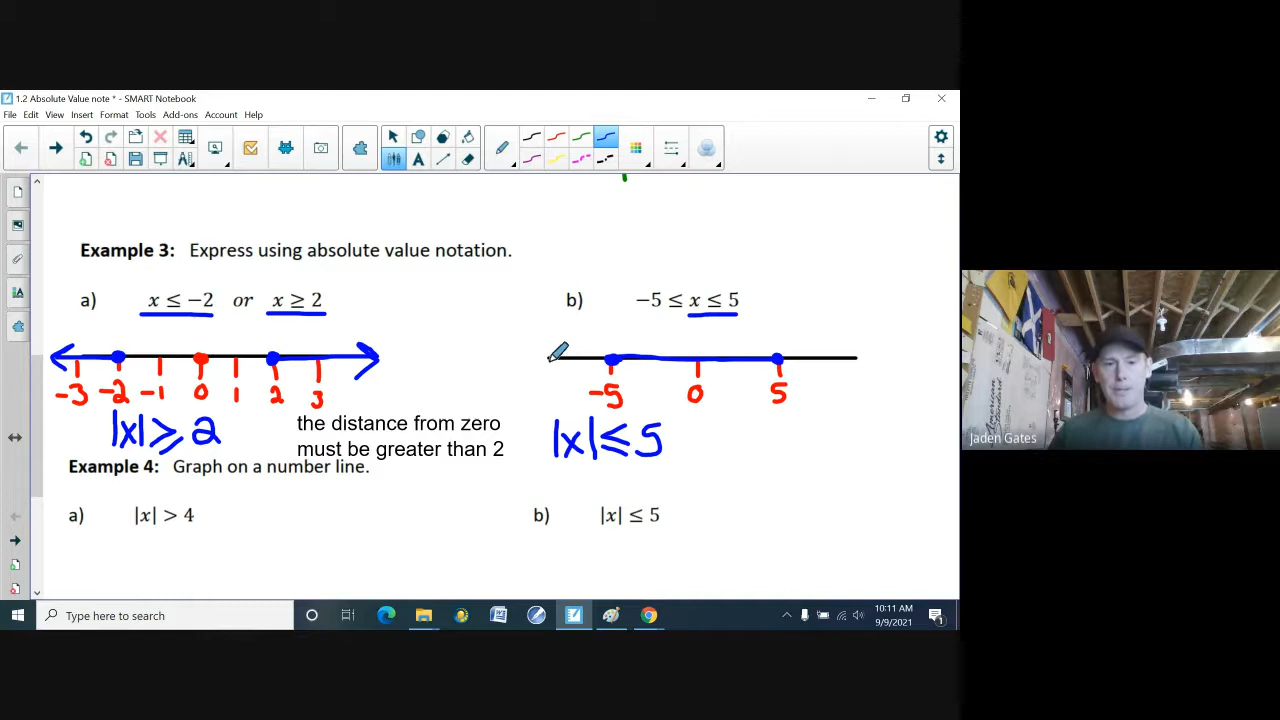 1.2 Absolute Value note * - SMART Notebook
File Edit View Insert Format Tools Add-ons Account Help
Example 3: Express using absolute value notation.
a) x ≤ −2 or x ≥ 2 b) −5 ≤ x ≤ 5
-3 -2 -1 0 1 2 3 -5 0 5
|x| ≥ 2 the distance from zero |x| ≤ 5
must be greater than 2
Example 4: Graph on a number line.
a) |x| > 4 b) |x| ≤ 5
Jaden Gates
Type here to search
10:11 AM
9/9/2021
1